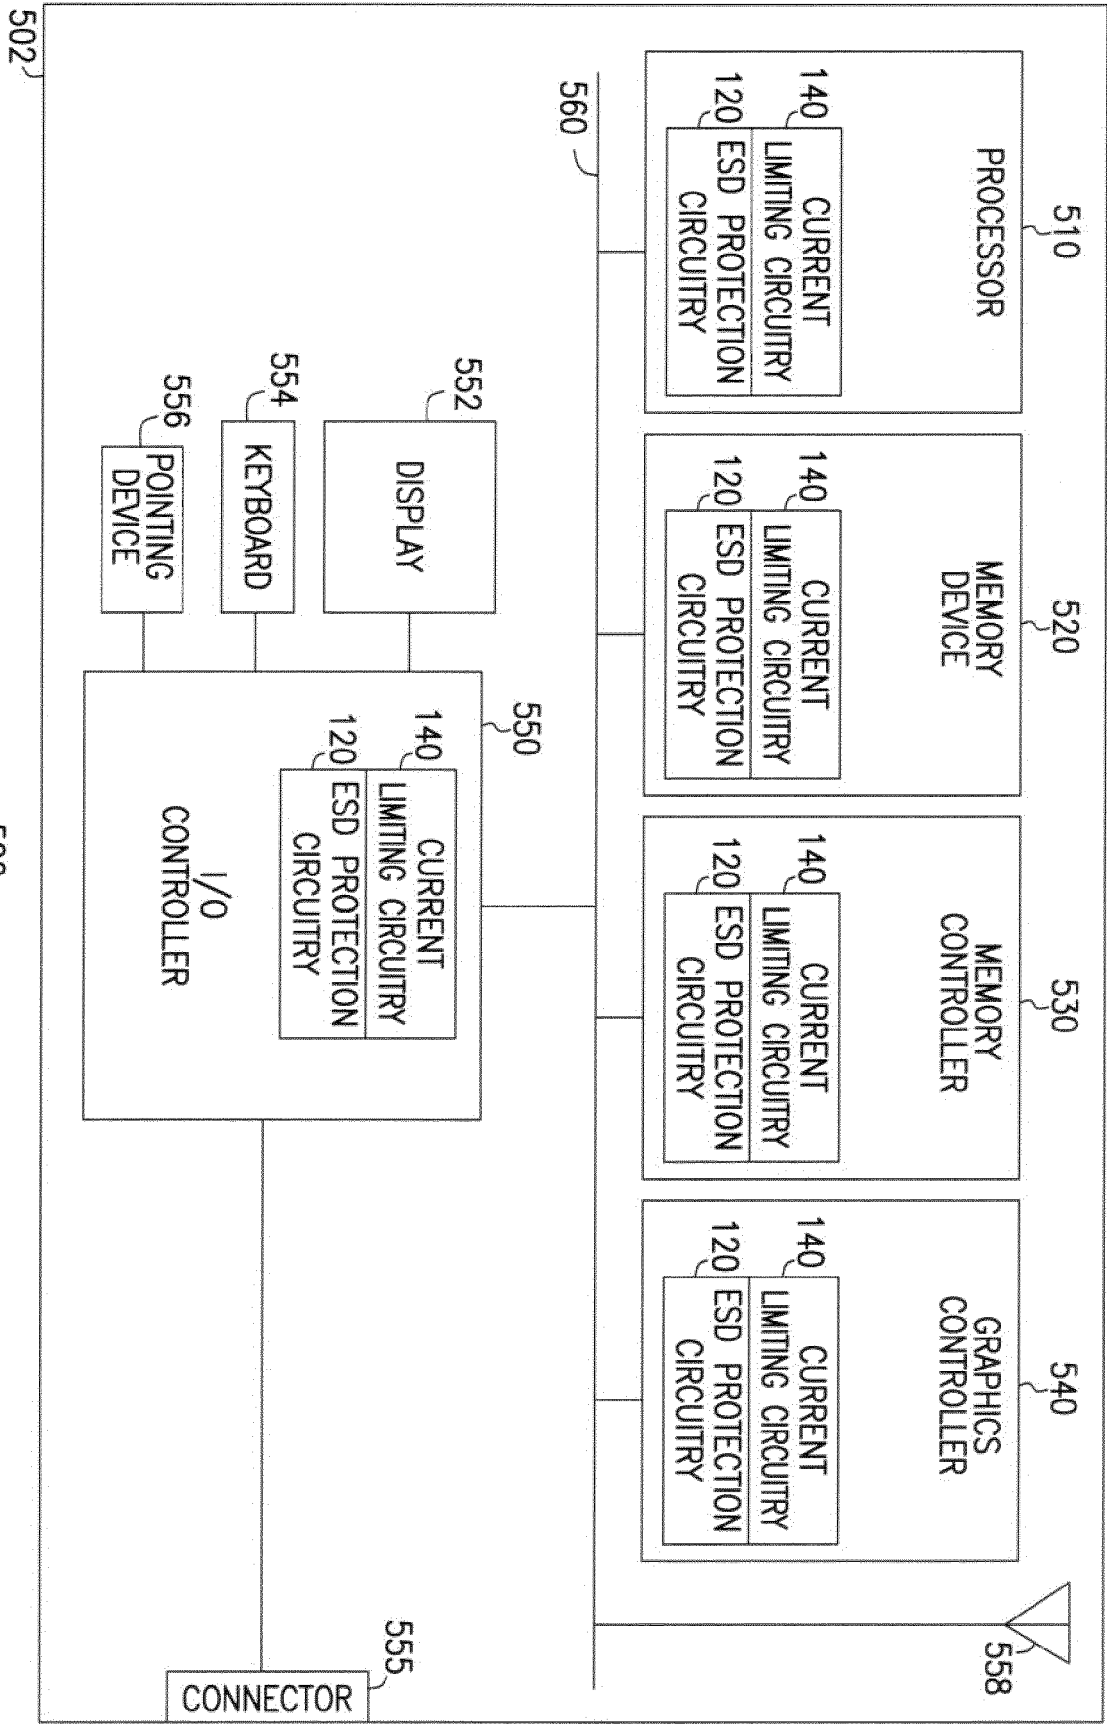 510
PROCESSOR
140
CURRENT
LIMITING CIRCUITRY
120
ESD PROTECTION
CIRCUITRY
520
MEMORY
DEVICE
140
CURRENT
LIMITING CIRCUITRY
120
ESD PROTECTION
CIRCUITRY
530
MEMORY
CONTROLLER
140
CURRENT
LIMITING CIRCUITRY
120
ESD PROTECTION
CIRCUITRY
540
GRAPHICS
CONTROLLER
140
CURRENT
LIMITING CIRCUITRY
120
ESD PROTECTION
CIRCUITRY
558
560
552
DISPLAY
554
KEYBOARD
556
POINTING
DEVICE
550
140
CURRENT
LIMITING CIRCUITRY
120
ESD PROTECTION
CIRCUITRY
I/O
CONTROLLER
555
CONNECTOR
502